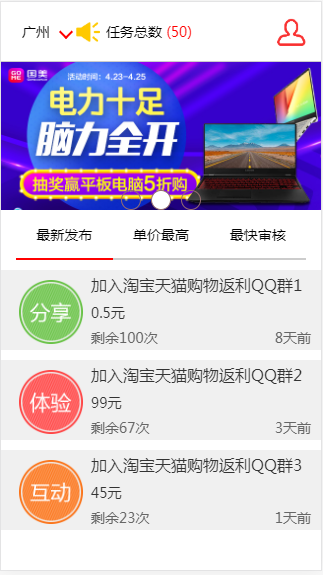 广州 任务总数 (50)
GOME 国美 活动时间：4.23~4.25
电力十足
脑力全开
抽奖赢平板电脑5折购
最新发布 单价最高 最快审核
分享
加入淘宝天猫购物返利QQ群1
0.5元
剩余100次 8天前
体验
加入淘宝天猫购物返利QQ群2
99元
剩余67次 3天前
互动
加入淘宝天猫购物返利QQ群3
45元
剩余23次 1天前